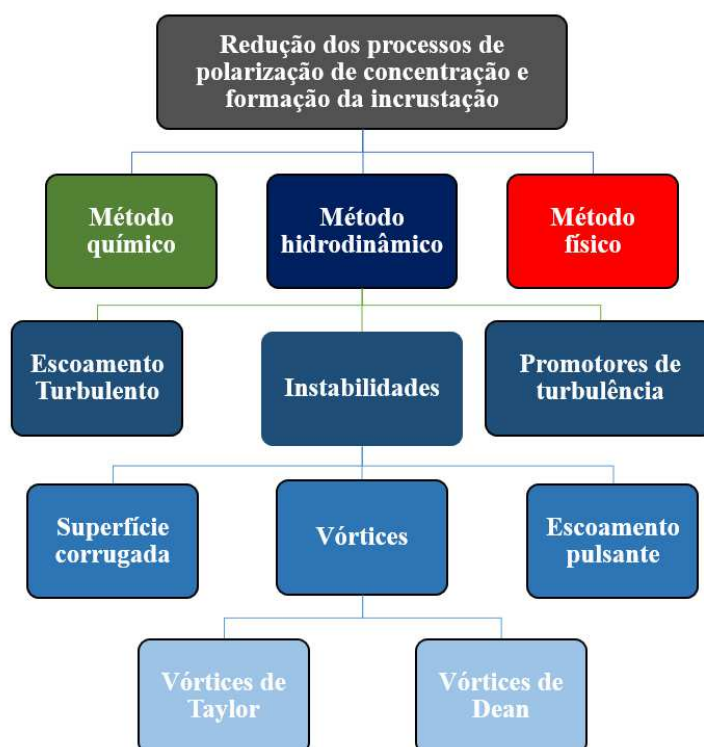 Redução dos processos de
polarização de concentração e
formação da incrustação
Método
químico
Método
hidrodinâmico
Método
físico
Escoamento
Turbulento
Instabilidades
Promotores de
turbulência
Superfície
corrugada
Vórtices
Escoamento
pulsante
Vórtices de
Taylor
Vórtices de
Dean